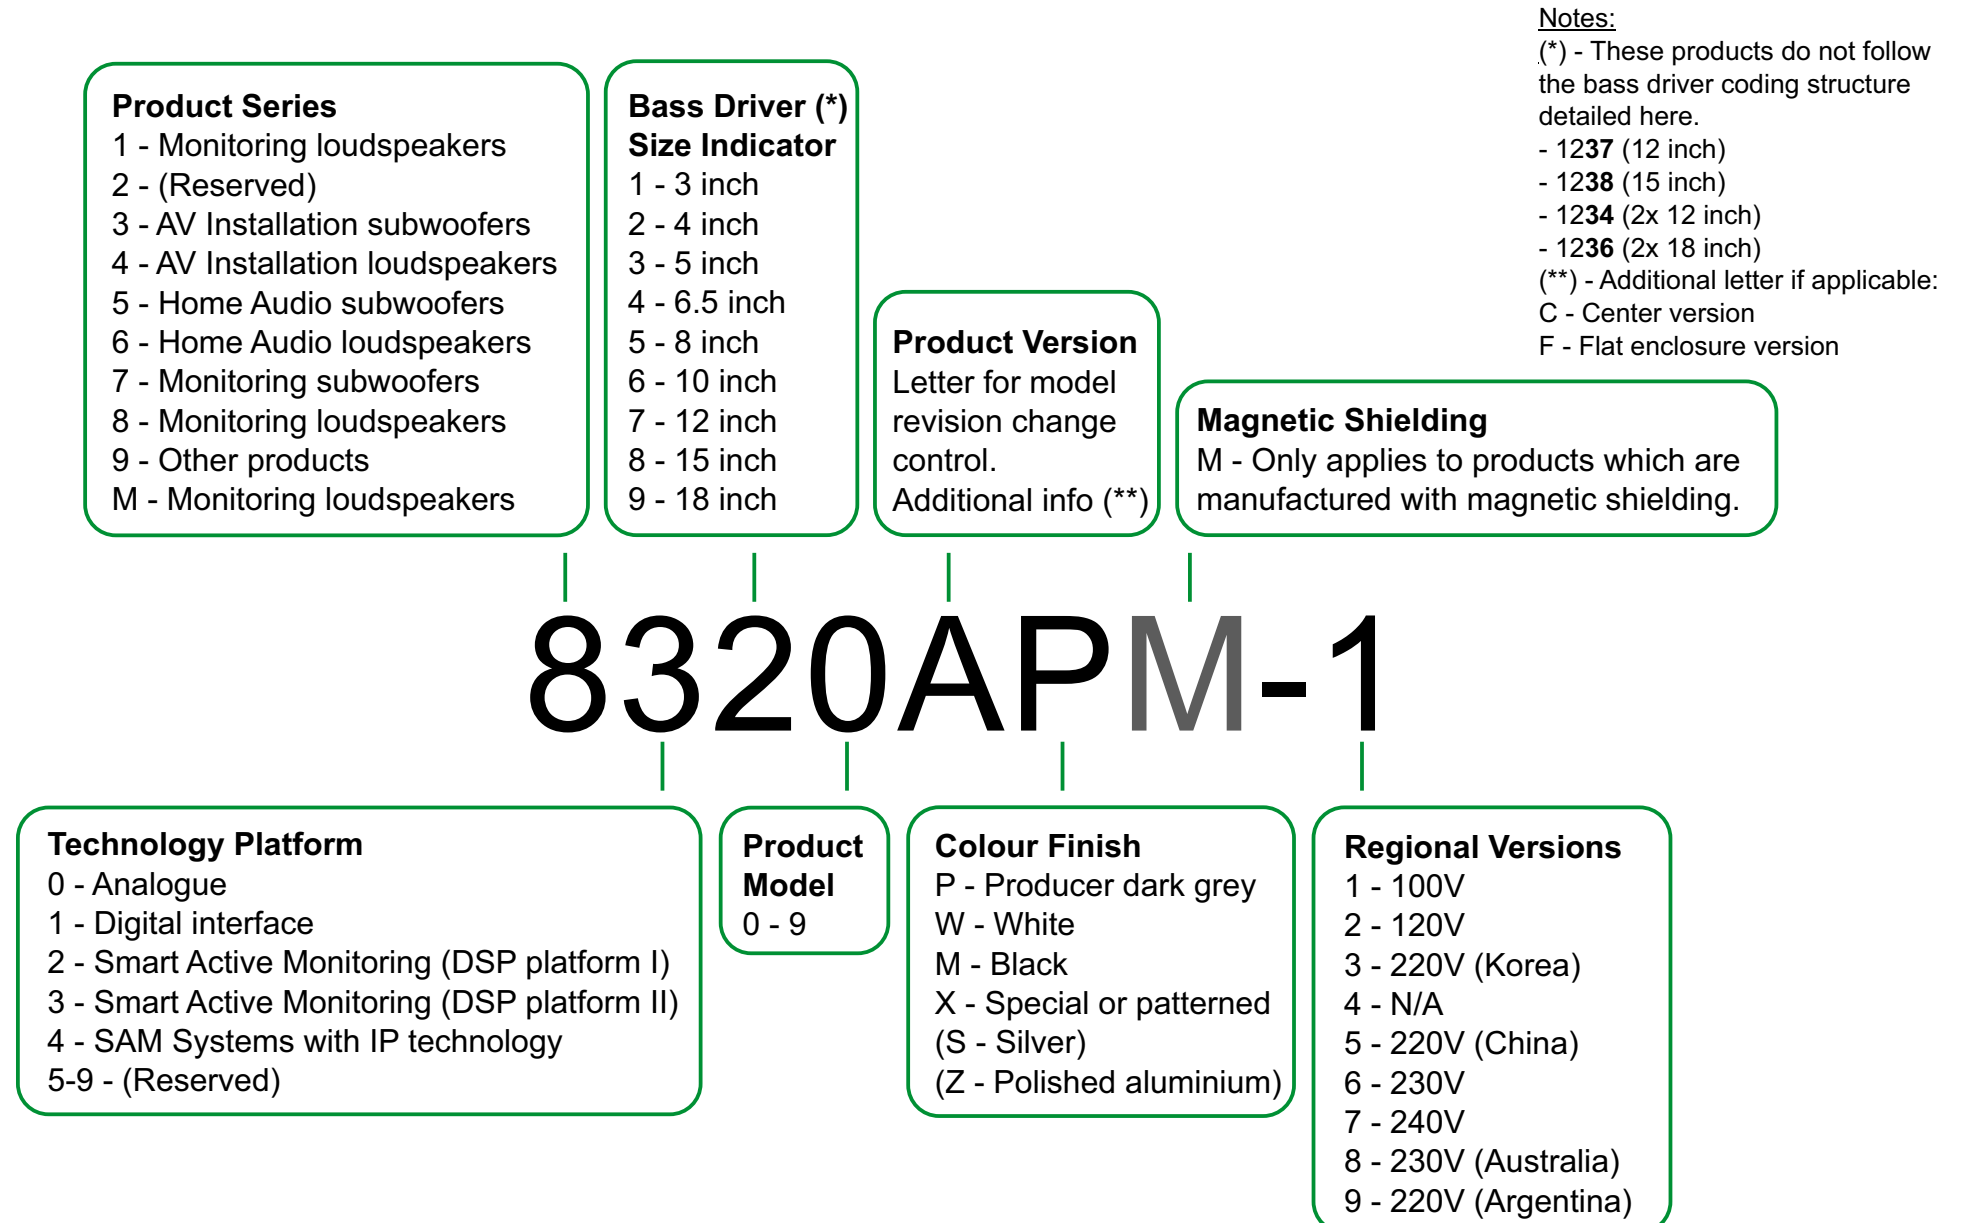 Notes:
(*) - These products do not follow
the bass driver coding structure
detailed here.
- 1237 (12 inch)
- 1238 (15 inch)
- 1234 (2x 12 inch)
- 1236 (2x 18 inch)
(**) - Additional letter if applicable:
C - Center version
F - Flat enclosure version
Product Series
1 - Monitoring loudspeakers
2 - (Reserved)
3 - AV Installation subwoofers
4 - AV Installation loudspeakers
5 - Home Audio subwoofers
6 - Home Audio loudspeakers
7 - Monitoring subwoofers
8 - Monitoring loudspeakers
9 - Other products
M - Monitoring loudspeakers
Bass Driver (*)
Size Indicator
1 - 3 inch
2 - 4 inch
3 - 5 inch
4 - 6.5 inch
5 - 8 inch
6 - 10 inch
7 - 12 inch
8 - 15 inch
9 - 18 inch
Product Version
Letter for model
revision change
control.
Additional info (**)
Magnetic Shielding
M - Only applies to products which are
manufactured with magnetic shielding.
8320APM-1
Technology Platform
0 - Analogue
1 - Digital interface
2 - Smart Active Monitoring (DSP platform I)
3 - Smart Active Monitoring (DSP platform II)
4 - SAM Systems with IP technology
5-9 - (Reserved)
Product
Model
0 - 9
Colour Finish
P - Producer dark grey
W - White
M - Black
X - Special or patterned
(S - Silver)
(Z - Polished aluminium)
Regional Versions
1 - 100V
2 - 120V
3 - 220V (Korea)
4 - N/A
5 - 220V (China)
6 - 230V
7 - 240V
8 - 230V (Australia)
9 - 220V (Argentina)